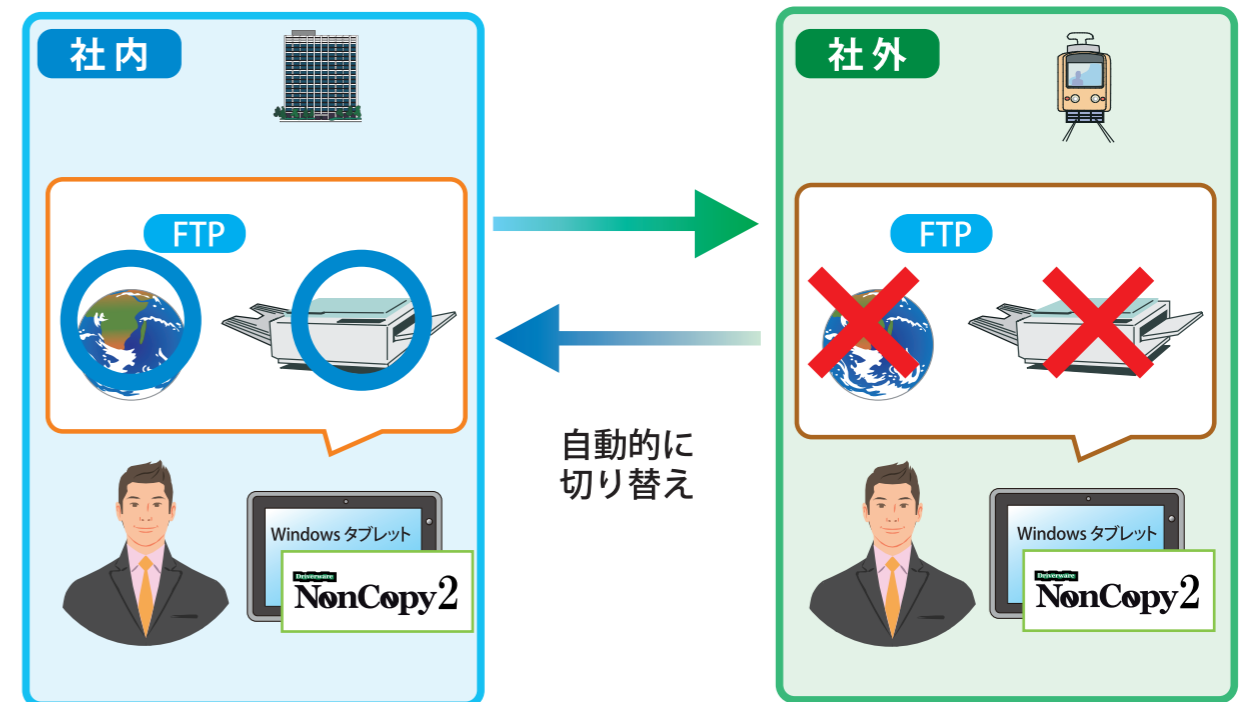 社内
FTP
Windows タブレット
Driverware
NonCopy2
自動的に
切り替え
社外
FTP
Windows タブレット
Driverware
NonCopy2